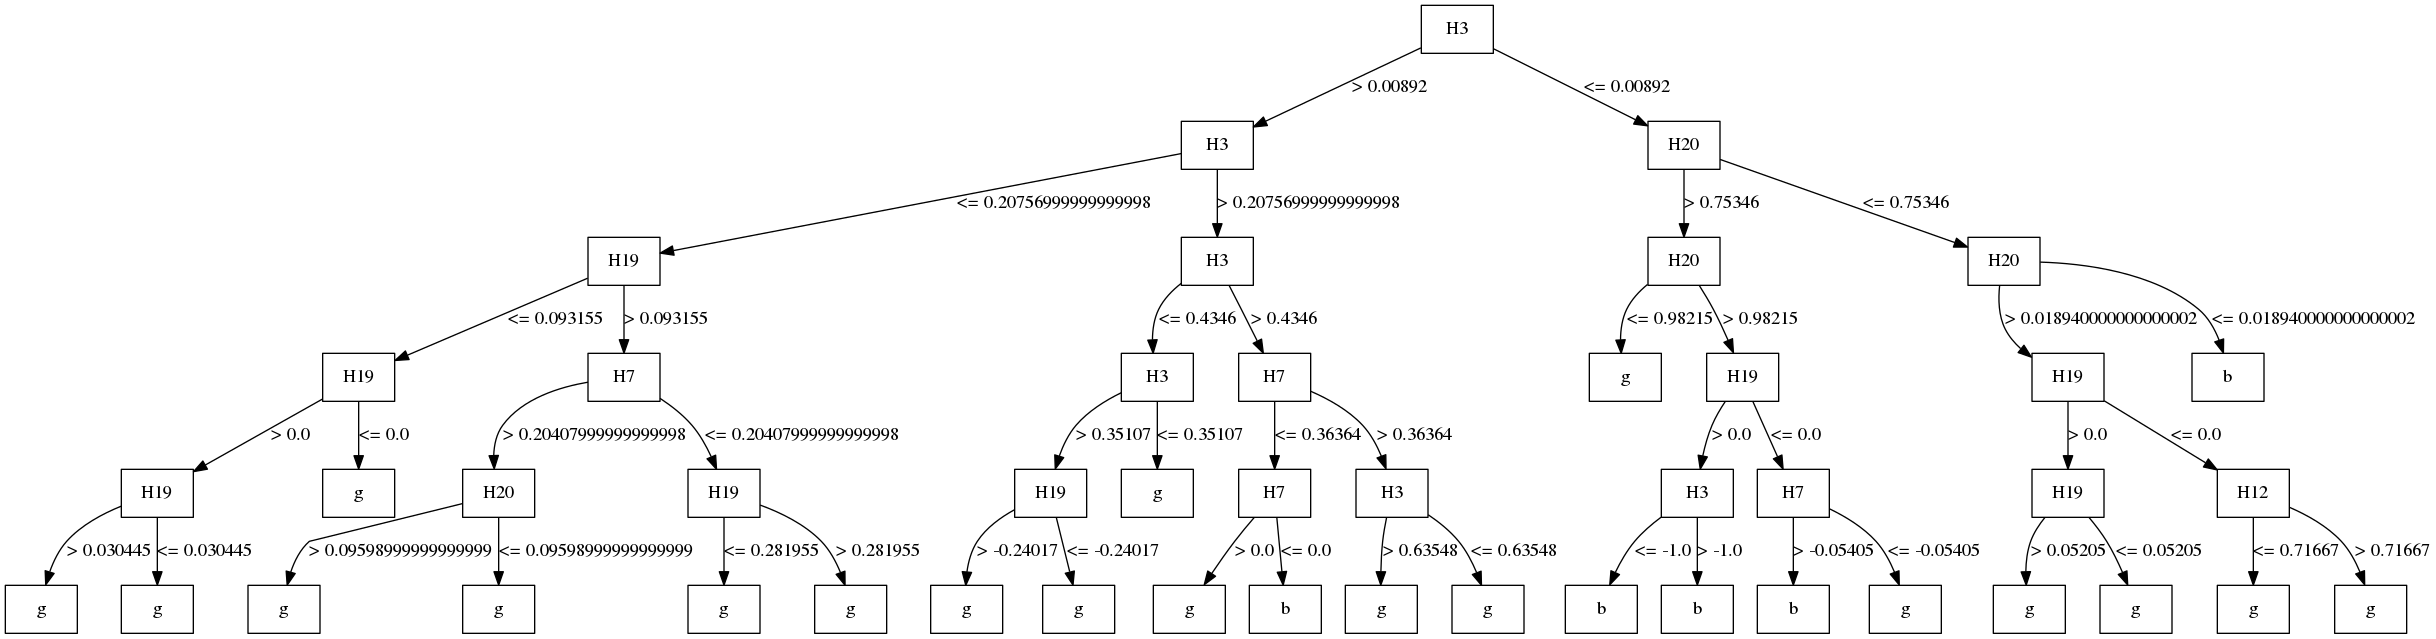 H3
> 0.00892 <= 0.00892
H3 H20
<= 0.20756999999999998 > 0.20756999999999998 > 0.75346 <= 0.75346
H19 H3 H20 H20
<= 0.093155 > 0.093155 <= 0.4346 > 0.4346 <= 0.98215 > 0.98215 > 0.018940000000000002 <= 0.018940000000000002
H19 H7 H3 H7 g H19 H19 b
> 0.0 <= 0.0 > 0.20407999999999998 <= 0.20407999999999998 > 0.35107 <= 0.35107 <= 0.36364 > 0.36364 > 0.0 <= 0.0 > 0.0 <= 0.0
H19 g H20 H19 H19 g H7 H3 H3 H7 H19 H12
> 0.030445 <= 0.030445 > 0.09598999999999999 <= 0.09598999999999999 <= 0.281955 > 0.281955 > -0.24017 <= -0.24017 > 0.0 <= 0.0 > 0.63548 <= 0.63548 <= -1.0 > -1.0 > -0.05405 <= -0.05405 > 0.05205 <= 0.05205 <= 0.71667 > 0.71667
g g g g g g g g g b g g b b b g g g g g